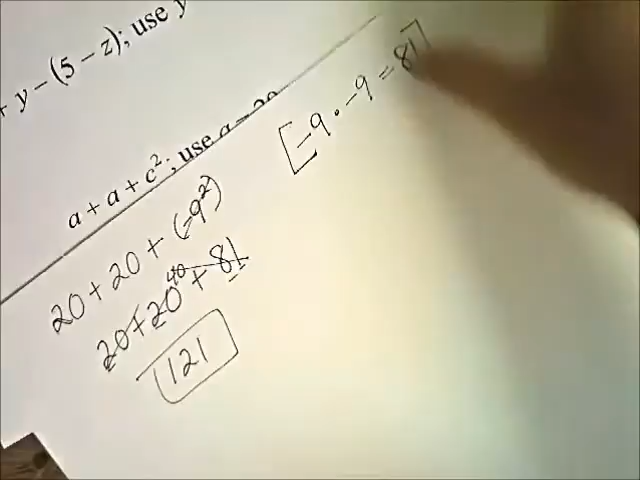 + y – (5 – z); use y
a + a + c²; use a
[-9 · -9 = 81]
20 + 20 + (-9²)
40
20 + 20 + 81
121